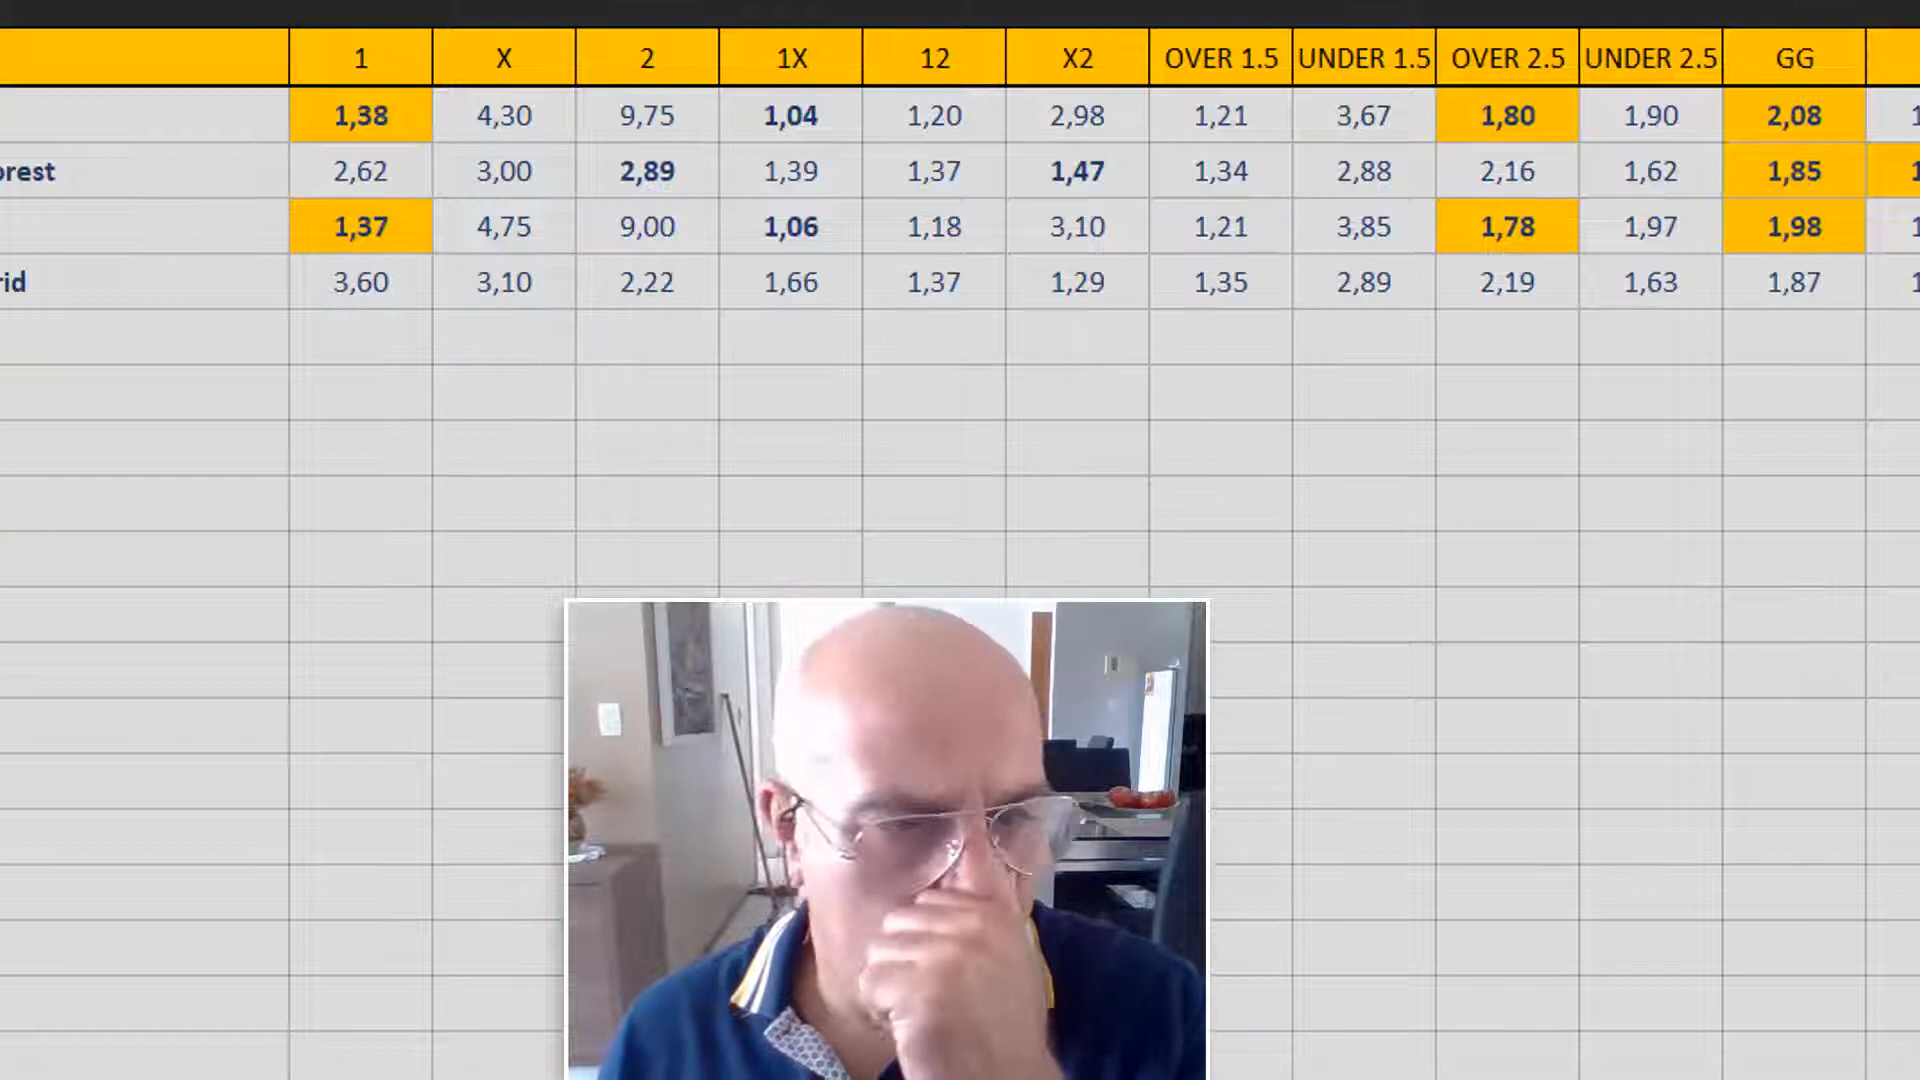 1 X 2 1X 12 X2 OVER 1.5 UNDER 1.5 OVER 2.5 UNDER 2.5 GG
1,38 4,30 9,75 1,04 1,20 2,98 1,21 3,67 1,80 1,90 2,08 1
orest 2,62 3,00 2,89 1,39 1,37 1,47 1,34 2,88 2,16 1,62 1,85 1
1,37 4,75 9,00 1,06 1,18 3,10 1,21 3,85 1,78 1,97 1,98 1
rid 3,60 3,10 2,22 1,66 1,37 1,29 1,35 2,89 2,19 1,63 1,87 1